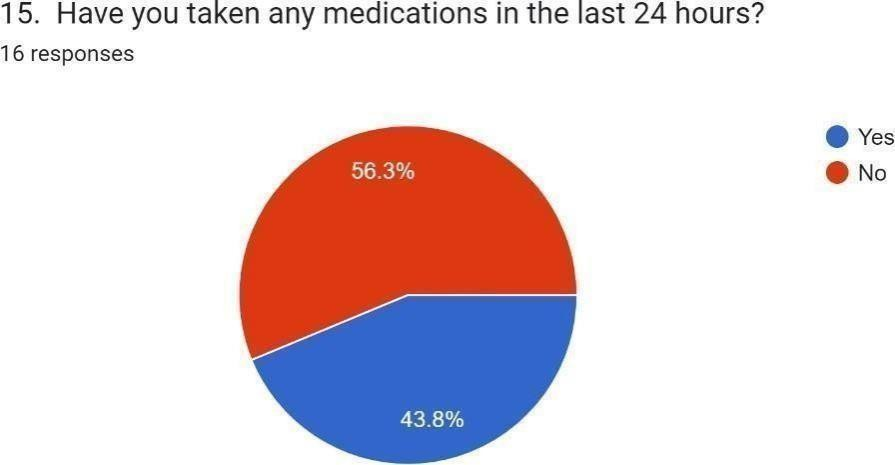 15. Have you taken any medications in the last 24 hours?
16 responses
56.3%
43.8%
Yes
No